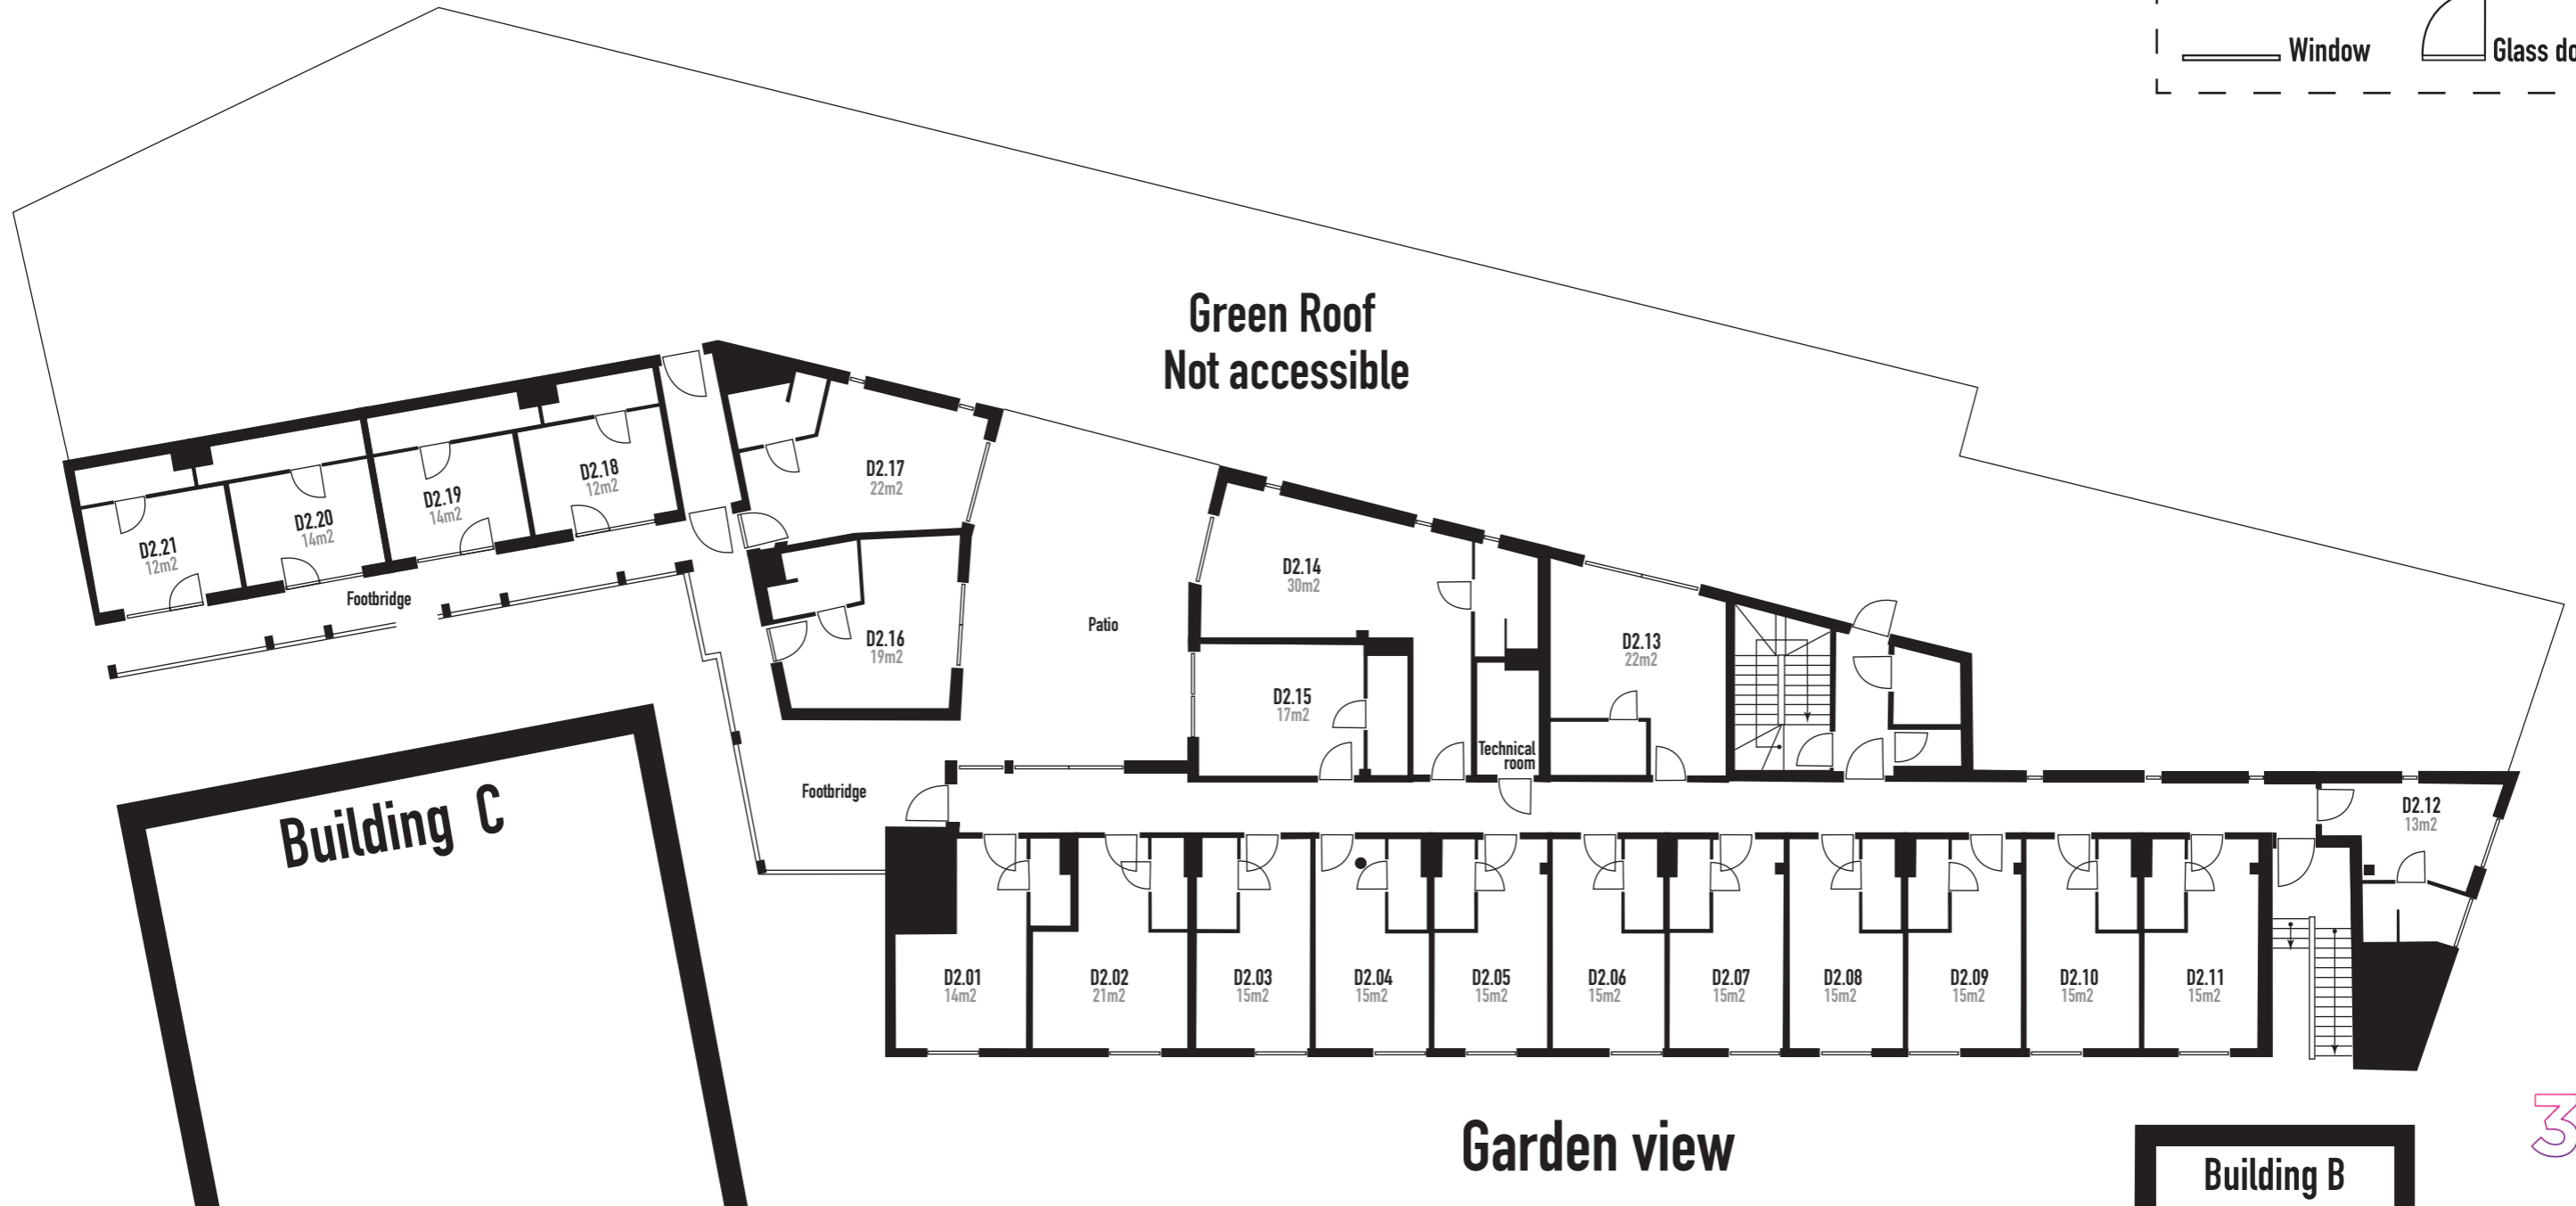 Window
Glass do
Green Roof
Not accessible
D2.17
22m2
D2.18
12m2
D2.19
14m2
D2.20
14m2
D2.21
12m2
Footbridge
D2.16
19m2
Patio
D2.14
30m2
D2.15
17m2
D2.13
22m2
Technical
room
Footbridge
D2.12
13m2
Building C
D2.01
14m2
D2.02
21m2
D2.03
15m2
D2.04
15m2
D2.05
15m2
D2.06
15m2
D2.07
15m2
D2.08
15m2
D2.09
15m2
D2.10
15m2
D2.11
15m2
Garden view
3
Building B